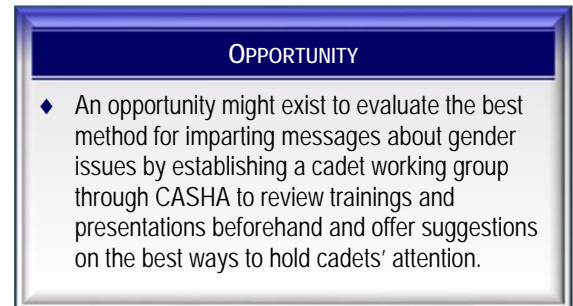 OPPORTUNITY
♦ An opportunity might exist to evaluate the best
method for imparting messages about gender
issues by establishing a cadet working group
through CASHA to review trainings and
presentations beforehand and offer suggestions
on the best ways to hold cadets’ attention.